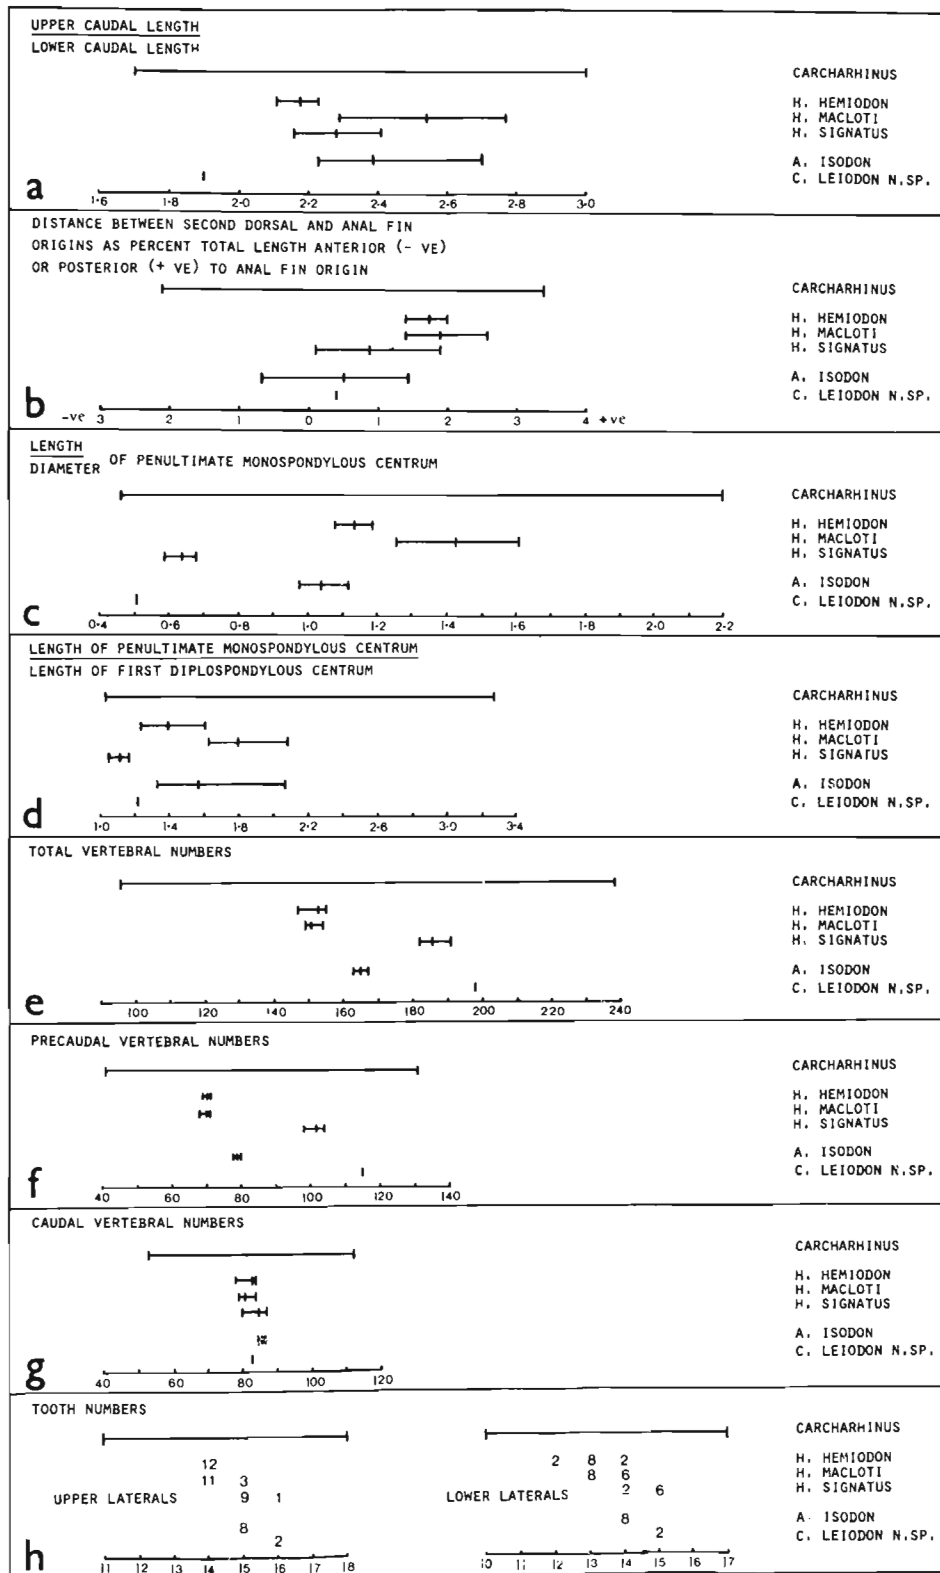 UPPER CAUDAL LENGTH
LOWER CAUDAL LENGTH
CARCHARHINUS
H. HEMIODON
H. MACLOTI
H. SIGNATUS
A. ISODON
C. LEIODON N.SP.
a
1·6 1·8 2·0 2·2 2·4 2·6 2·8 3·0
DISTANCE BETWEEN SECOND DORSAL AND ANAL FIN
ORIGINS AS PERCENT TOTAL LENGTH ANTERIOR (- VE)
OR POSTERIOR (+ VE) TO ANAL FIN ORIGIN
CARCHARHINUS
H. HEMIODON
H. MACLOTI
H. SIGNATUS
A. ISODON
C. LEIODON N.SP.
b
-ve 3 2 1 0 1 2 3 4 +ve
LENGTH
DIAMETER OF PENULTIMATE MONOSPONDYLOUS CENTRUM
CARCHARHINUS
H. HEMIODON
H. MACLOTI
H. SIGNATUS
A. ISODON
C. LEIODON N.SP.
c
0·4 0·6 0·8 1·0 1·2 1·4 1·6 1·8 2·0 2·2
LENGTH OF PENULTIMATE MONOSPONDYLOUS CENTRUM
LENGTH OF FIRST DIPLOSPONDYLOUS CENTRUM
CARCHARHINUS
H. HEMIODON
H. MACLOTI
H. SIGNATUS
A. ISODON
C. LEIODON N.SP.
d
1·0 1·4 1·8 2·2 2·6 3·0 3·4
TOTAL VERTEBRAL NUMBERS
CARCHARHINUS
H. HEMIODON
H. MACLOTI
H. SIGNATUS
A. ISODON
C. LEIODON N.SP.
e
100 120 140 160 180 200 220 240
PRECAUDAL VERTEBRAL NUMBERS
CARCHARHINUS
H. HEMIODON
H. MACLOTI
H. SIGNATUS
A. ISODON
C. LEIODON N.SP.
f
40 60 80 100 120 140
CAUDAL VERTEBRAL NUMBERS
CARCHARHINUS
H. HEMIODON
H. MACLOTI
H. SIGNATUS
A. ISODON
C. LEIODON N.SP.
g
40 60 80 100 120
TOOTH NUMBERS
CARCHARHINUS
12 2 8 2 H. HEMIODON
11 3 8 6 H. MACLOTI
UPPER LATERALS 9 1 LOWER LATERALS 2 6 H. SIGNATUS
8 8 A. ISODON
2 2 C. LEIODON N.SP.
h
11 12 13 14 15 16 17 18 10 11 12 13 14 15 16 17